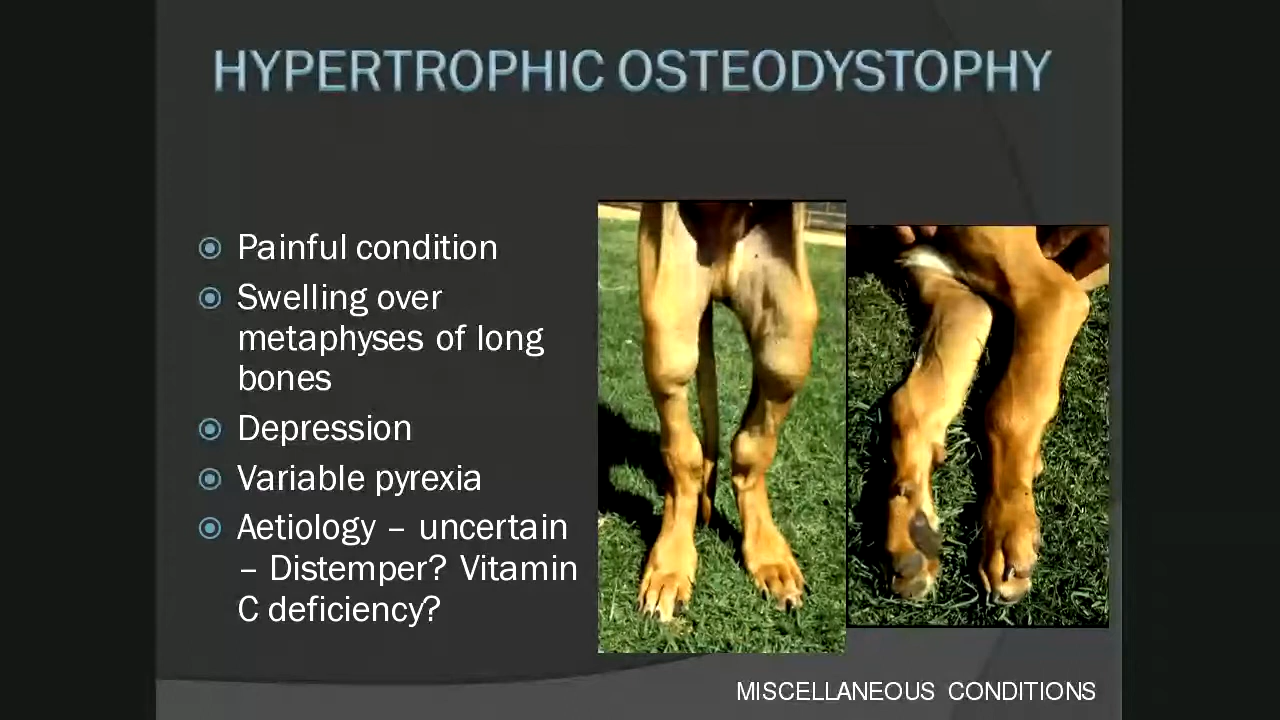 HYPERTROPHIC OSTEODYSTOPHY
Painful condition
Swelling over
metaphyses of long
bones
Depression
Variable pyrexia
Aetiology – uncertain
– Distemper? Vitamin
C deficiency?
MISCELLANEOUS CONDITIONS